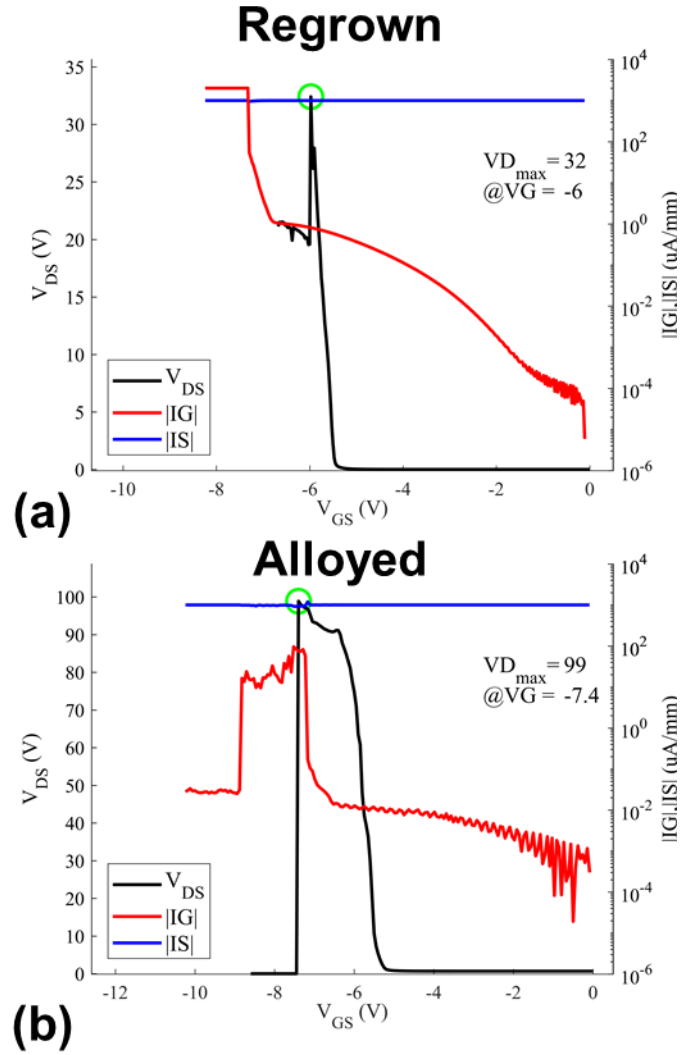 Regrown
35
30
25
20
15
10
5
0
V_DS (V)
10^4
10^2
10^0
10^-2
10^-4
10^-6
|IG|,|IS| (uA/mm)
VD_max = 32
@VG = -6
V_DS
|IG|
|IS|
-10 -8 -6 -4 -2 0
V_GS (V)
(a)
Alloyed
100
90
80
70
60
50
40
30
20
10
0
V_DS (V)
10^4
10^2
10^0
10^-2
10^-4
10^-6
|IG|,|IS| (uA/mm)
VD_max = 99
@VG = -7.4
V_DS
|IG|
|IS|
-12 -10 -8 -6 -4 -2 0
V_GS (V)
(b)